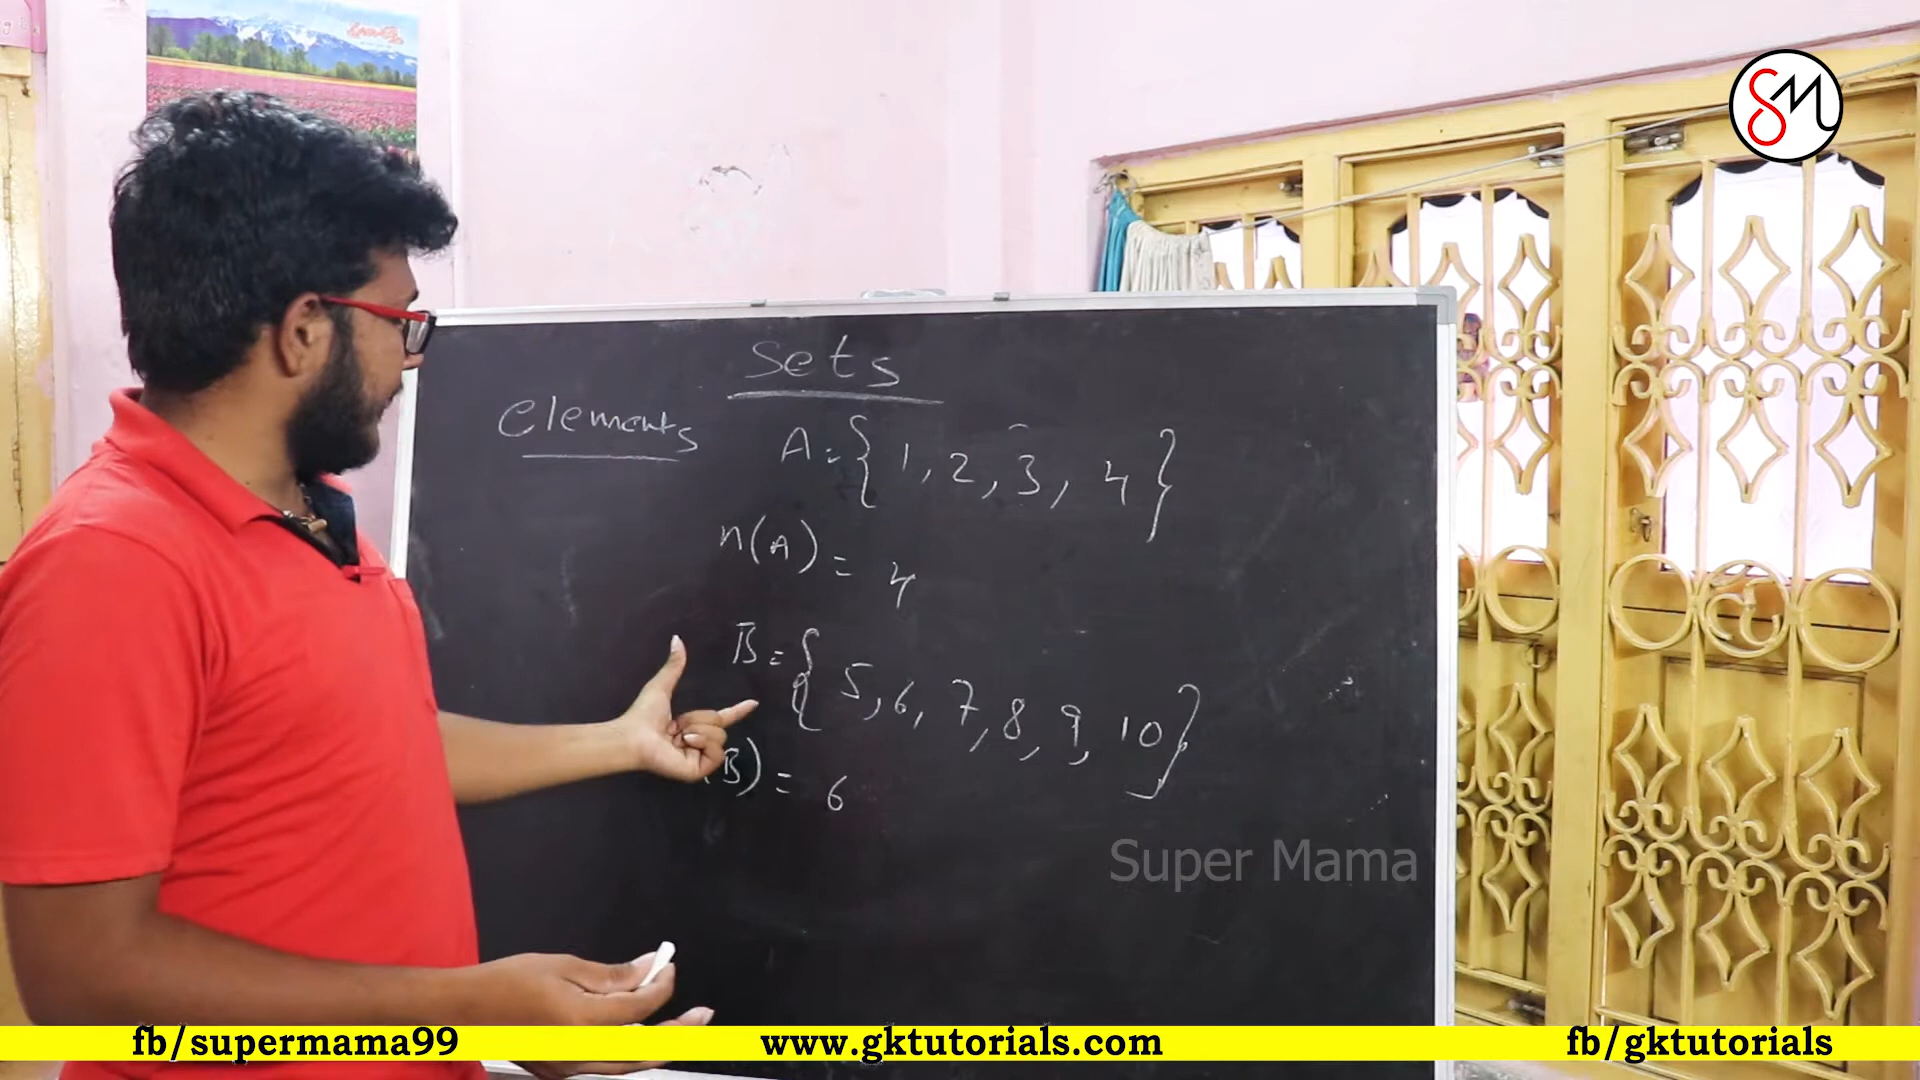 SM
Sets
elements
A = { 1, 2, 3, 4 }
n(A) = 4
B = { 5, 6, 7, 8, 9, 10 }
(B) = 6
Super Mama
fb/supermama99 www.gktutorials.com fb/gktutorials